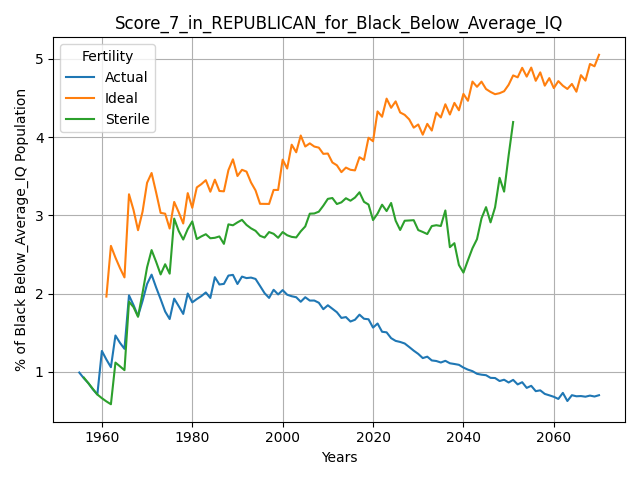 Score_7_in_REPUBLICAN_for_Black_Below_Average_IQ
Fertility
Actual
Ideal
Sterile
% of Black Below_Average_IQ Population
5
4
3
2
1
1960 1980 2000 2020 2040 2060
Years